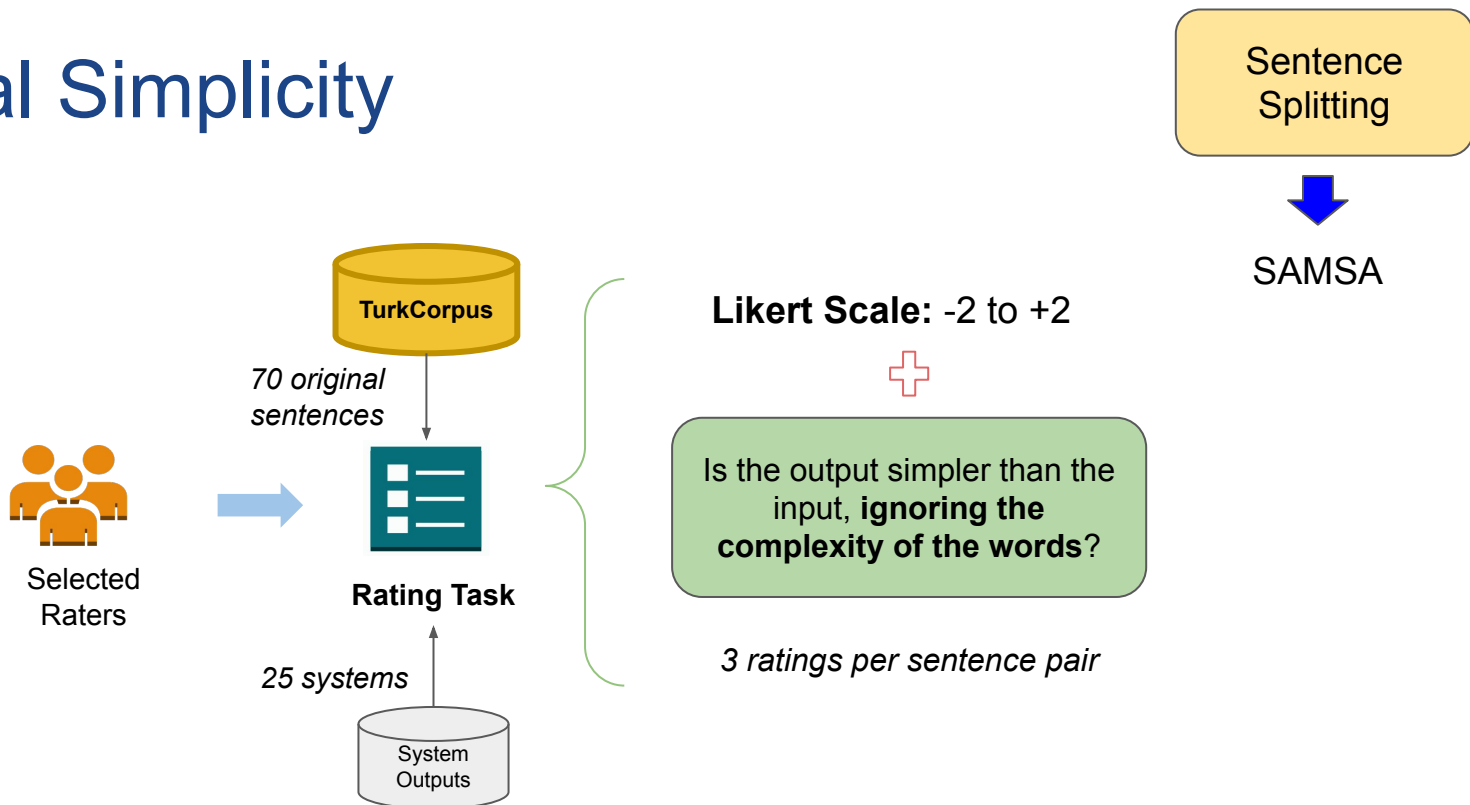 al Simplicity
Sentence
Splitting
SAMSA
TurkCorpus
70 original
sentences
Selected
Raters
Rating Task
25 systems
System
Outputs
Likert Scale: -2 to +2
Is the output simpler than the
input, ignoring the
complexity of the words?
3 ratings per sentence pair